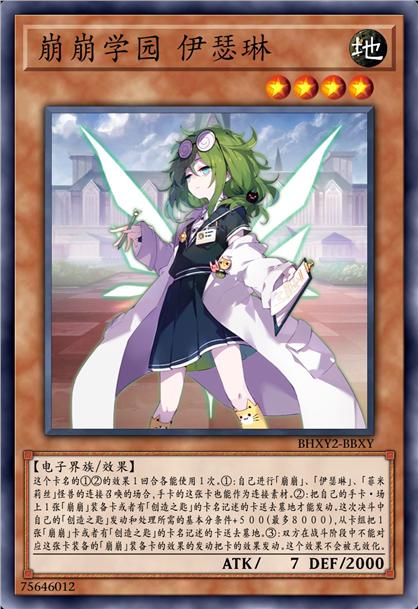 崩崩学园 伊瑟琳
地
BHXY2-BBXY
【电子界族/效果】
这个卡名的①②的效果1回合各能使用1次。①:自己进行「崩崩」、「伊瑟琳」、「菲米
莉丝」怪兽的连接召唤的场合,手卡的这张卡也能作为连接素材。②:把自己的手卡・场
上1张「崩崩」装备卡或者有「创造之匙」的卡名记述的卡送去墓地才能发动。这次决斗中
自己的「创造之匙」发动和处理所需的基本分条件+500(最多8000),从卡组把1
张「崩崩」卡或者有「创造之匙」的卡名记述的卡送去墓地。③:双方在战斗阶段中不能对
应这张卡装备的「崩崩」装备卡的效果的发动把卡的效果发动。这个效果不会被无效化。
ATK/ 7 DEF/2000
75646012